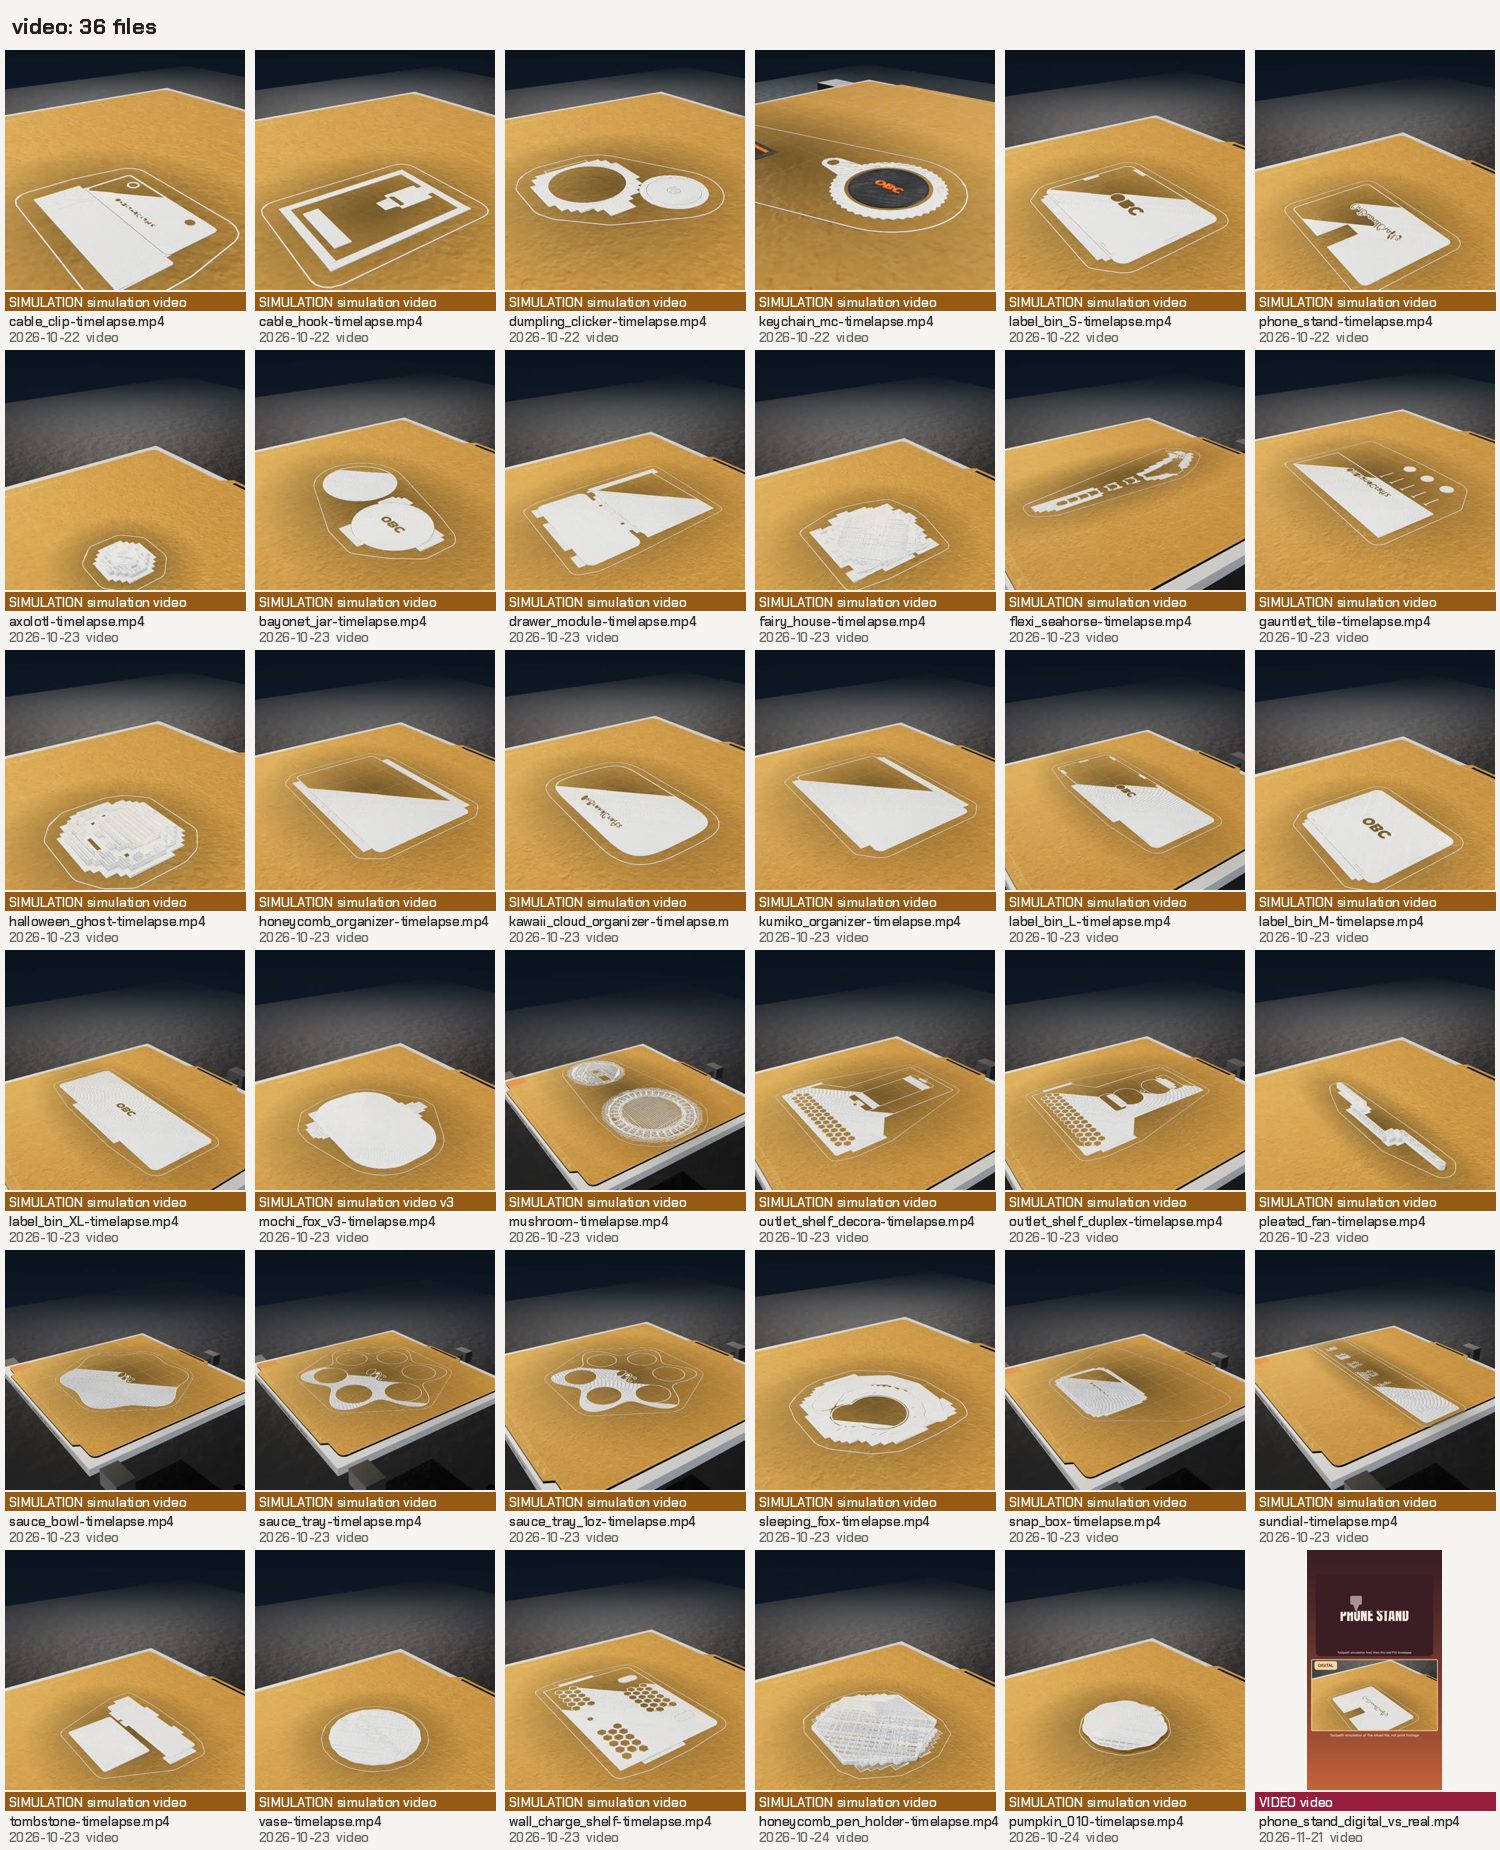 video: 36 files
SIMULATION simulation video
cable_clip-timelapse.mp4
2026-10-22 video
SIMULATION simulation video
cable_hook-timelapse.mp4
2026-10-22 video
SIMULATION simulation video
dumpling_clicker-timelapse.mp4
2026-10-22 video
OBC
SIMULATION simulation video
keychain_mc-timelapse.mp4
2026-10-22 video
OBC
SIMULATION simulation video
label_bin_S-timelapse.mp4
2026-10-22 video
SIMULATION simulation video
phone_stand-timelapse.mp4
2026-10-22 video
SIMULATION simulation video
axolotl-timelapse.mp4
2026-10-23 video
OBC
SIMULATION simulation video
bayonet_jar-timelapse.mp4
2026-10-23 video
SIMULATION simulation video
drawer_module-timelapse.mp4
2026-10-23 video
SIMULATION simulation video
fairy_house-timelapse.mp4
2026-10-23 video
SIMULATION simulation video
flexi_seahorse-timelapse.mp4
2026-10-23 video
SIMULATION simulation video
gauntlet_tile-timelapse.mp4
2026-10-23 video
SIMULATION simulation video
halloween_ghost-timelapse.mp4
2026-10-23 video
SIMULATION simulation video
honeycomb_organizer-timelapse.mp4
2026-10-23 video
SIMULATION simulation video
kawaii_cloud_organizer-timelapse.m
2026-10-23 video
SIMULATION simulation video
kumiko_organizer-timelapse.mp4
2026-10-23 video
OBC
SIMULATION simulation video
label_bin_L-timelapse.mp4
2026-10-23 video
OBC
SIMULATION simulation video
label_bin_M-timelapse.mp4
2026-10-23 video
OBC
SIMULATION simulation video
label_bin_XL-timelapse.mp4
2026-10-23 video
SIMULATION simulation video v3
mochi_fox_v3-timelapse.mp4
2026-10-23 video
SIMULATION simulation video
mushroom-timelapse.mp4
2026-10-23 video
SIMULATION simulation video
outlet_shelf_decora-timelapse.mp4
2026-10-23 video
SIMULATION simulation video
outlet_shelf_duplex-timelapse.mp4
2026-10-23 video
SIMULATION simulation video
pleated_fan-timelapse.mp4
2026-10-23 video
SIMULATION simulation video
sauce_bowl-timelapse.mp4
2026-10-23 video
SIMULATION simulation video
sauce_tray-timelapse.mp4
2026-10-23 video
SIMULATION simulation video
sauce_tray_1oz-timelapse.mp4
2026-10-23 video
SIMULATION simulation video
sleeping_fox-timelapse.mp4
2026-10-23 video
SIMULATION simulation video
snap_box-timelapse.mp4
2026-10-23 video
SIMULATION simulation video
sundial-timelapse.mp4
2026-10-23 video
SIMULATION simulation video
tombstone-timelapse.mp4
2026-10-23 video
SIMULATION simulation video
vase-timelapse.mp4
2026-10-23 video
SIMULATION simulation video
wall_charge_shelf-timelapse.mp4
2026-10-23 video
SIMULATION simulation video
honeycomb_pen_holder-timelapse.mp4
2026-10-24 video
SIMULATION simulation video
pumpkin_010-timelapse.mp4
2026-10-24 video
PHONE STAND
DIGITAL
VIDEO video
phone_stand_digital_vs_real.mp4
2026-11-21 video